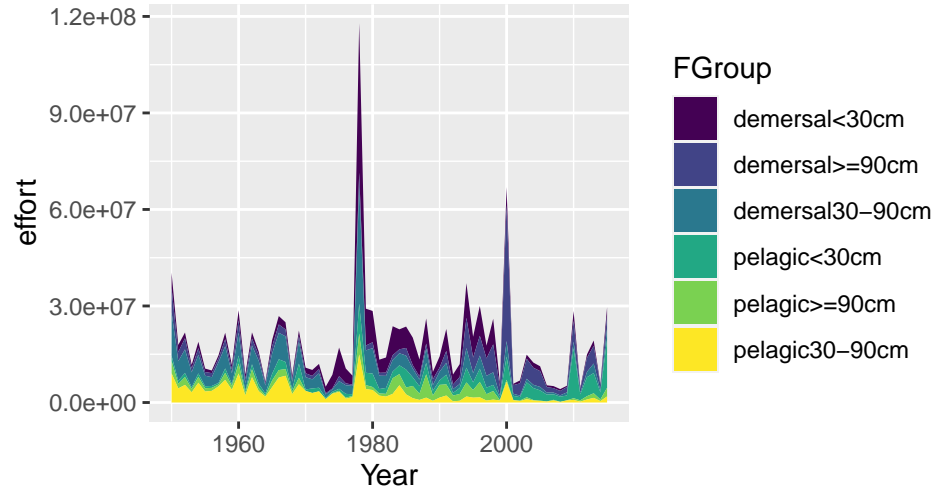 1.2e+08
9.0e+07
6.0e+07
3.0e+07
0.0e+00
effort
1960
1980
2000
Year
FGroup
demersal<30cm
demersal>=90cm
demersal30−90cm
pelagic<30cm
pelagic>=90cm
pelagic30−90cm